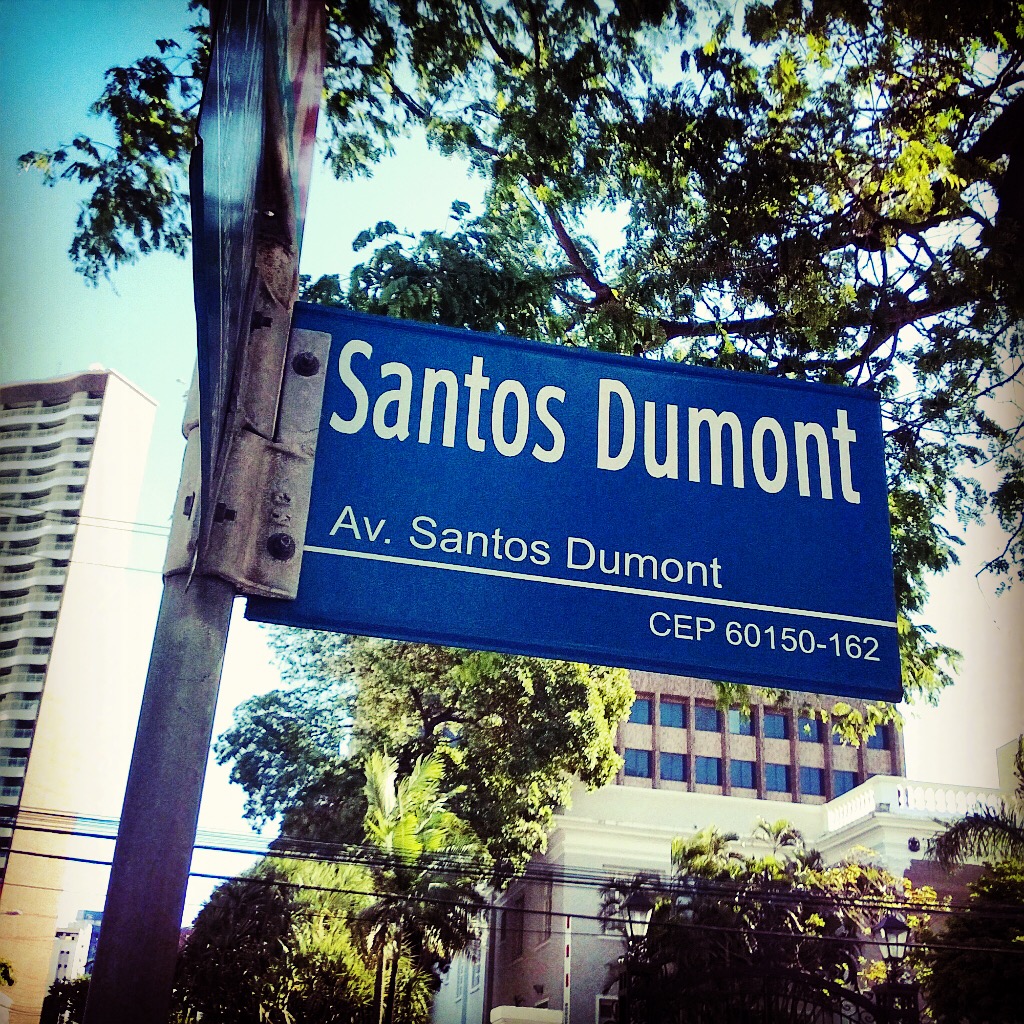 Santos Dumont
Av. Santos Dumont
CEP 60150-162